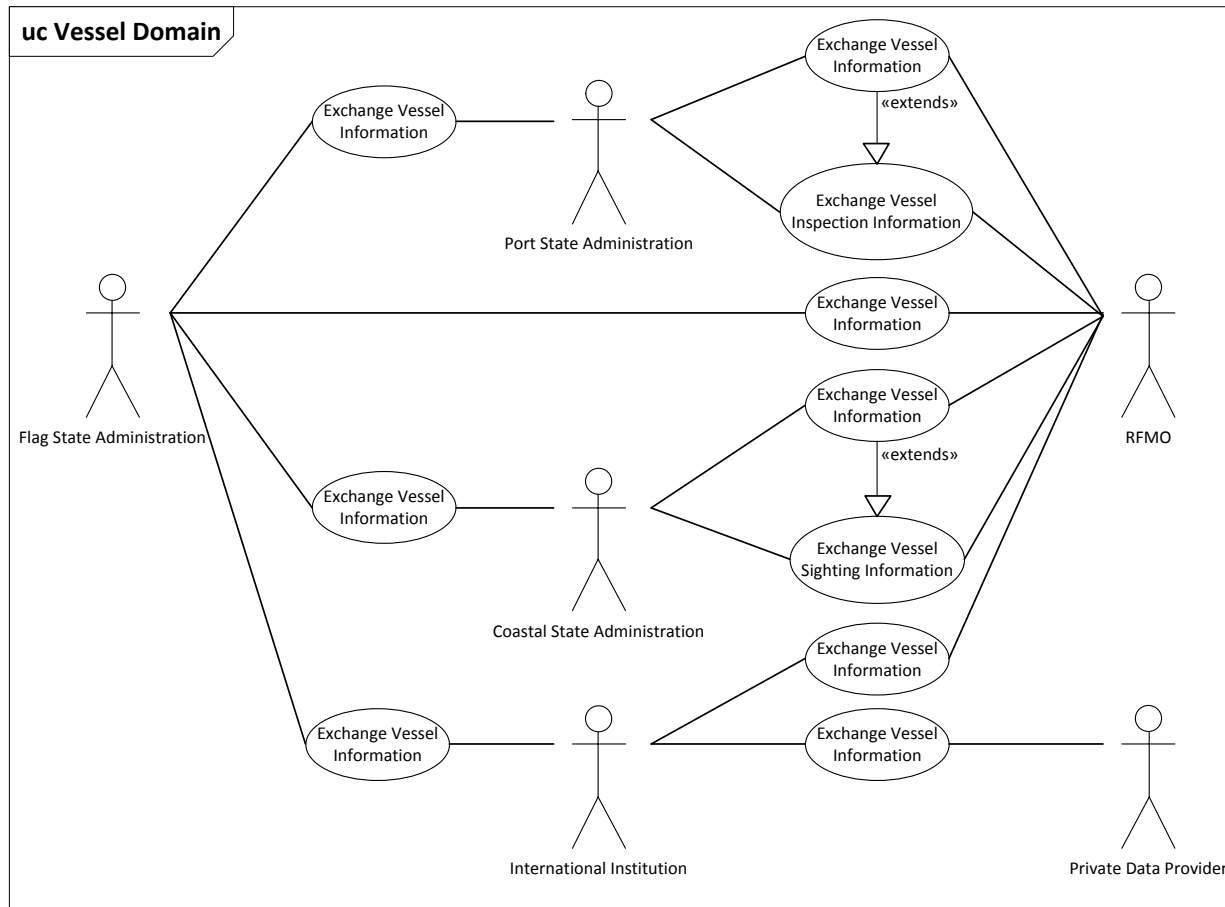 uc Vessel Domain
Exchange Vessel
Information
«extends»
Exchange Vessel
Information
Port State Administration
Exchange Vessel
Inspection Information
Flag State Administration
Exchange Vessel
Information
RFMO
Exchange Vessel
Information
«extends»
Exchange Vessel
Information
Coastal State Administration
Exchange Vessel
Sighting Information
Exchange Vessel
Information
Exchange Vessel
Information
Exchange Vessel
Information
International Institution
Private Data Provider